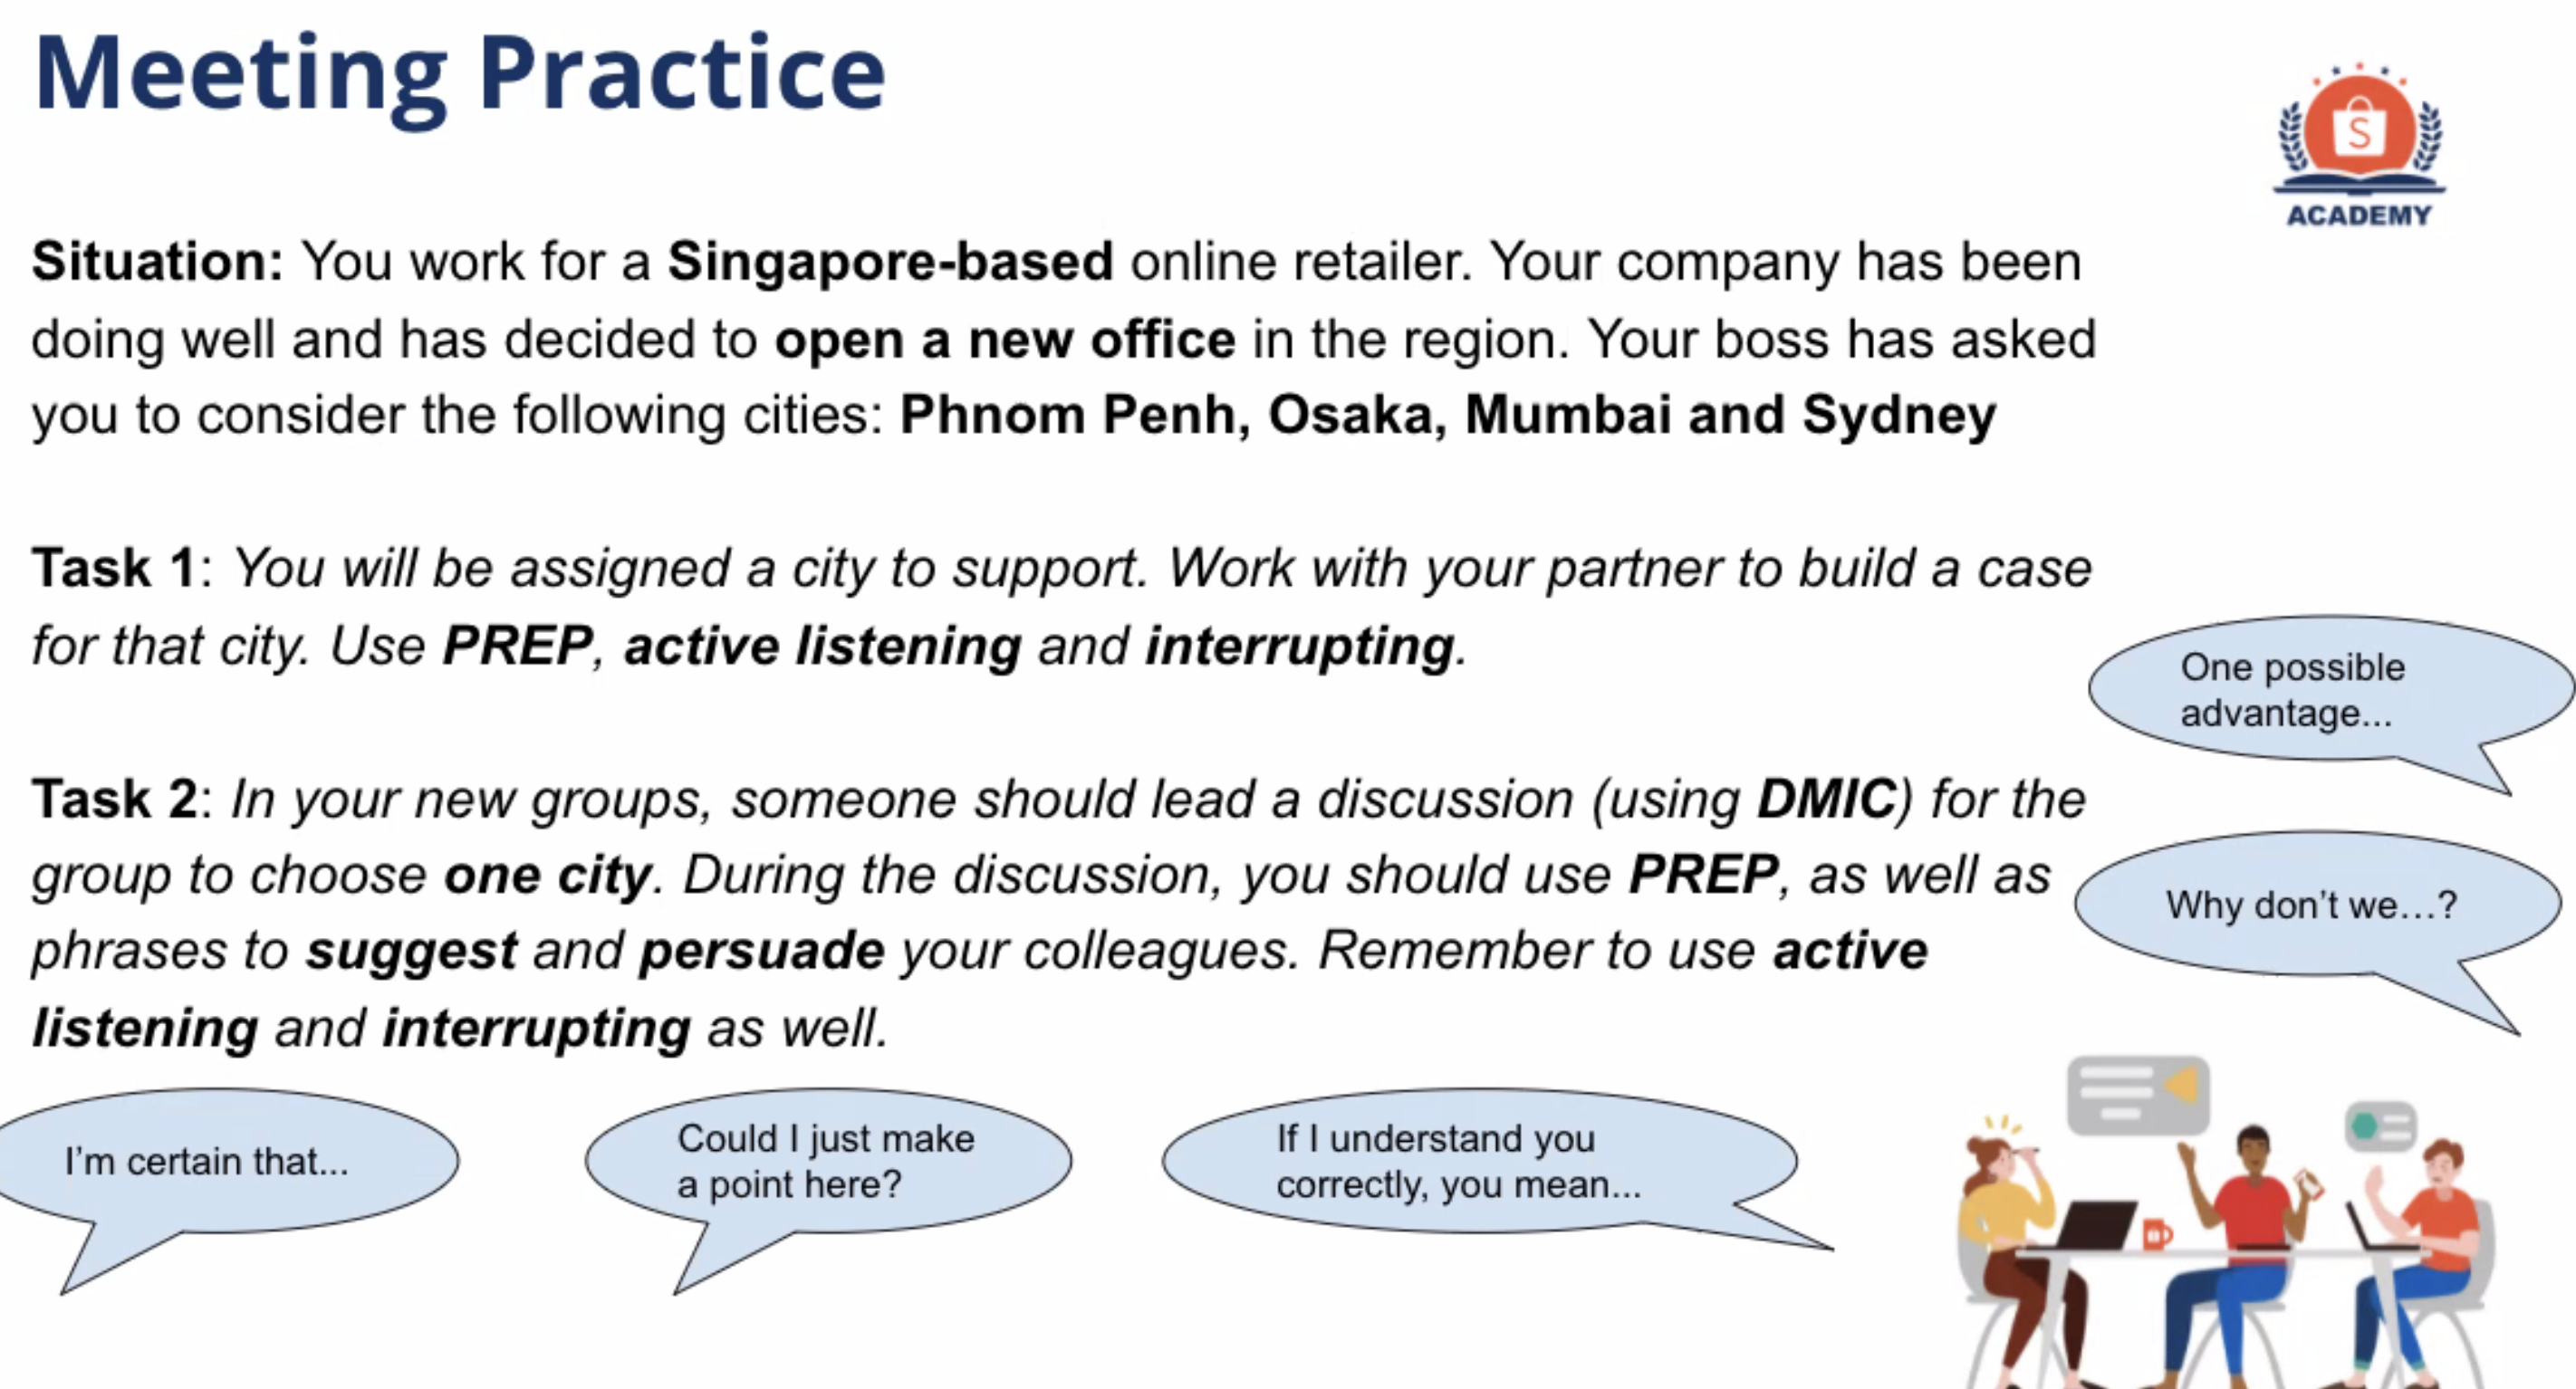 Meeting Practice
S
ACADEMY
Situation: You work for a Singapore-based online retailer. Your company has been
doing well and has decided to open a new office in the region. Your boss has asked
you to consider the following cities: Phnom Penh, Osaka, Mumbai and Sydney
Task 1: You will be assigned a city to support. Work with your partner to build a case
for that city. Use PREP, active listening and interrupting.
One possible
advantage...
Task 2: In your new groups, someone should lead a discussion (using DMIC) for the
group to choose one city. During the discussion, you should use PREP, as well as
phrases to suggest and persuade your colleagues. Remember to use active
listening and interrupting as well.
Why don't we...?
I'm certain that...
Could I just make
a point here?
If I understand you
correctly, you mean...